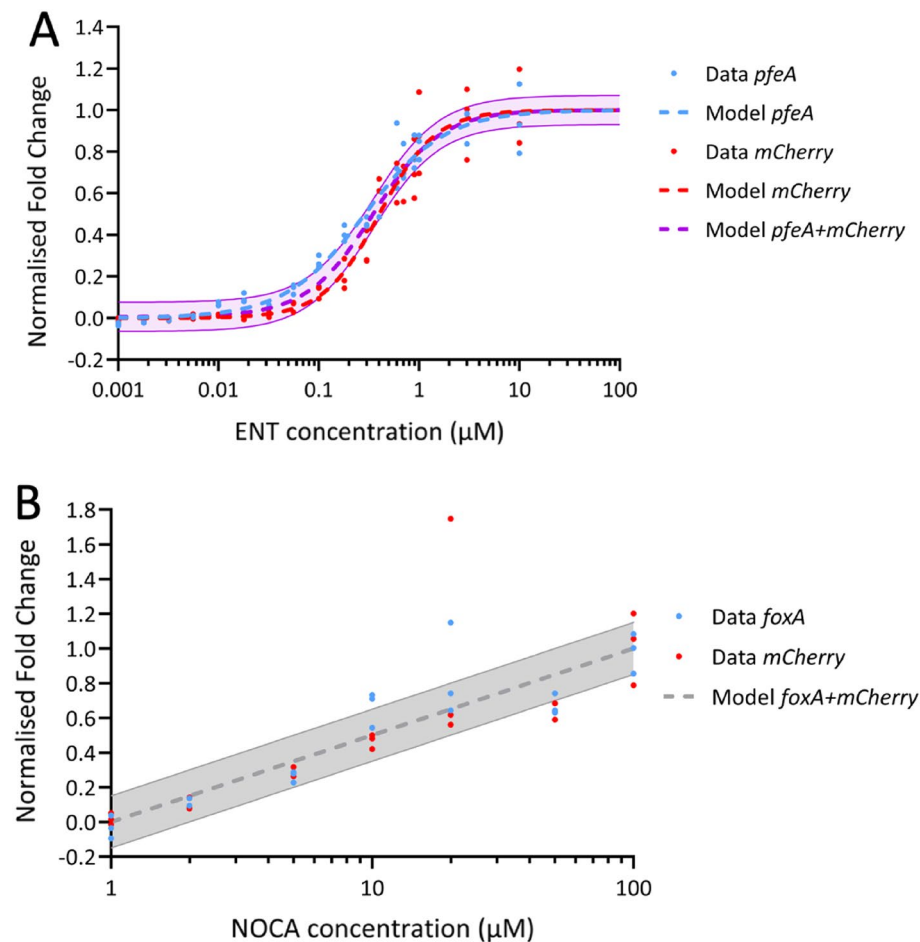 A
Normalised Fold Change
1.4
1.2
1.0
0.8
0.6
0.4
0.2
0.0
-0.2
0.001 0.01 0.1 1 10 100
ENT concentration (µM)
Data pfeA
Model pfeA
Data mCherry
Model mCherry
Model pfeA+mCherry
B
Normalised Fold Change
1.8
1.6
1.4
1.2
1.0
0.8
0.6
0.4
0.2
0.0
-0.2
1 10 100
NOCA concentration (µM)
Data foxA
Data mCherry
Model foxA+mCherry